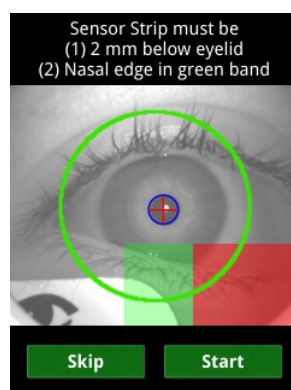 Sensor Strip must be
(1) 2 mm below eyelid
(2) Nasal edge in green band
Skip
Start